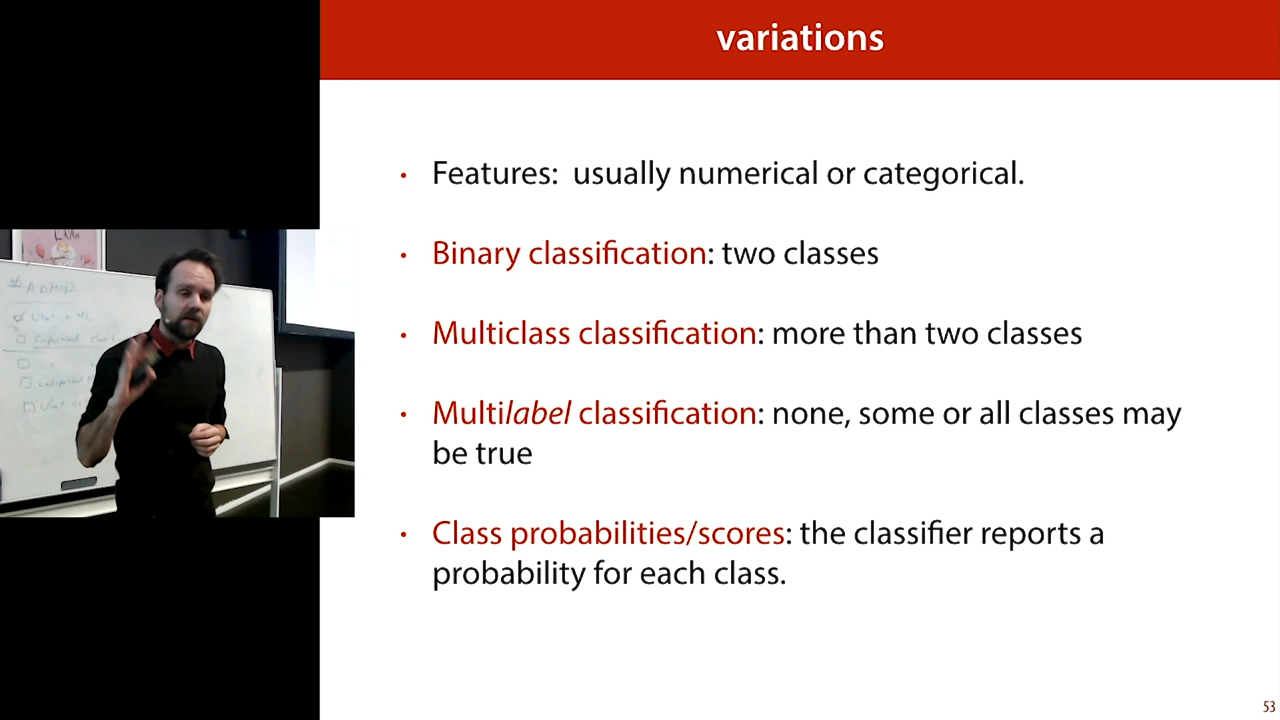 variations
• Features: usually numerical or categorical.
• Binary classification: two classes
• Multiclass classification: more than two classes
• Multilabel classification: none, some or all classes may
be true
• Class probabilities/scores: the classifier reports a
probability for each class.
53